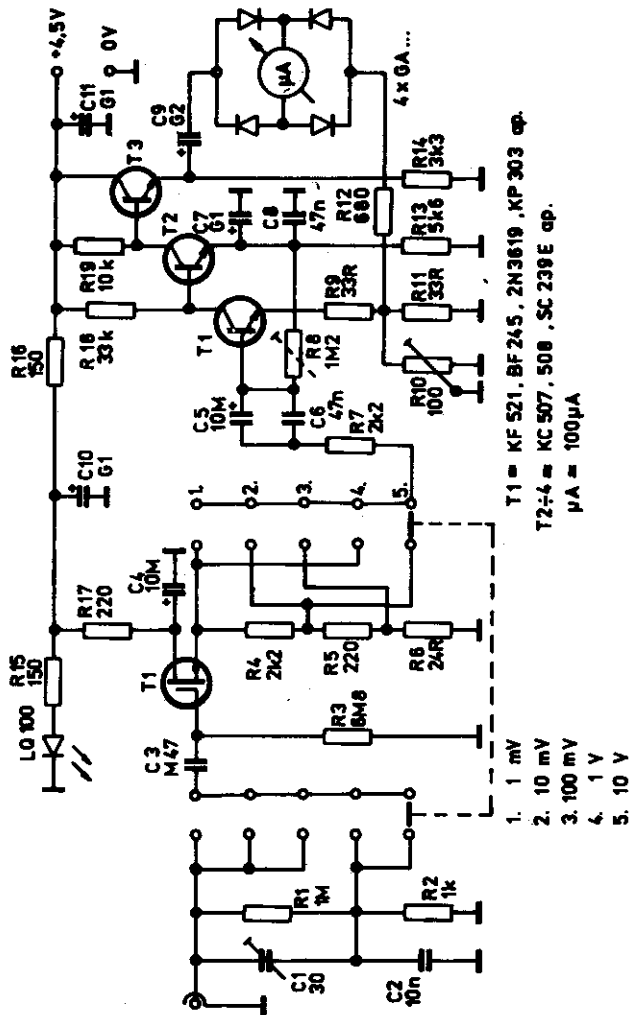 LQ 100
R15
150
R17
220
C10
G1
R16
150
R18
33k
R19
10k
C11
G1
+4,5V
0V
T3
T2
T1
C9
G2
µA
4x GA...
C7
G1
C8
47n
R12
680
R14
3k3
R13
5k6
R9
33R
R11
33R
R8
1M2
R10
100
C5
10M
C6
47n
R7
2k2
1.
2.
3.
4.
5.
C4
10M
T1
R4
2k2
R5
220
R6
24R
C3
M47
R3
6M8
R1
1M
R2
1k
C1
30
C2
10n
1. 1 mV
2. 10 mV
3. 100 mV
4. 1 V
5. 10 V
T1 = KF 521, BF 245, 2N3819, KP 303 ap.
T2÷4 = KC 507, 508, SC 239 E ap.
µA = 100µA